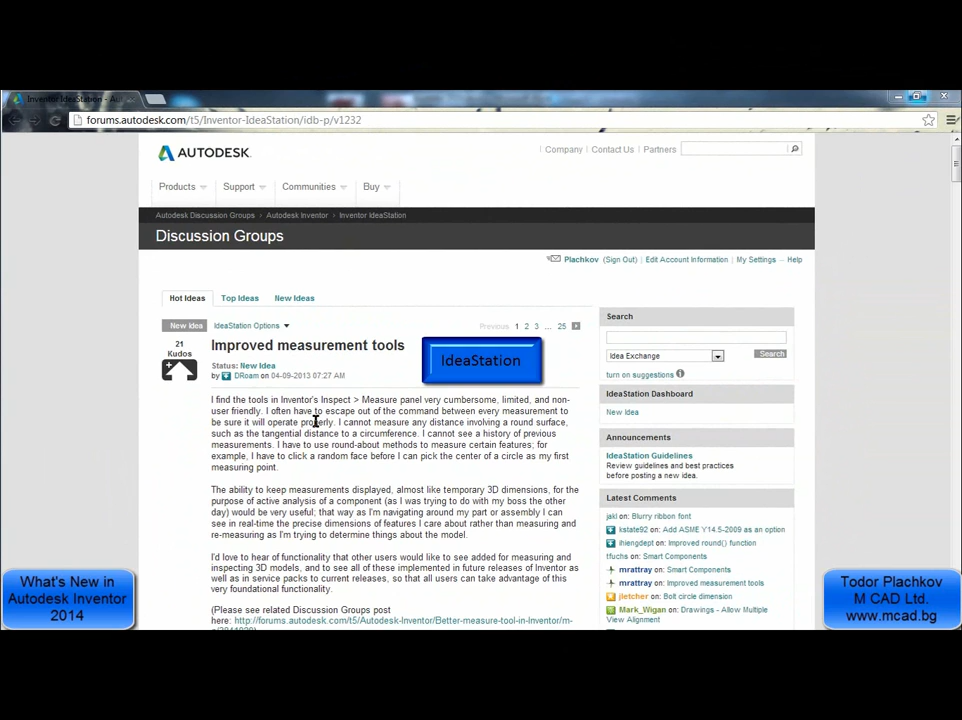 Inventor IdeaStation - Au
forums.autodesk.com/t5/Inventor-IdeaStation/idb-p/v1232
AUTODESK.
Company Contact Us Partners
Products Support Communities Buy
Autodesk Discussion Groups › Autodesk Inventor › Inventor IdeaStation
Discussion Groups
Plachkov (Sign Out) Edit Account Information My Settings Help
Hot Ideas Top Ideas New Ideas
New Idea IdeaStation Options
Previous 1 2 3 ... 25
21
Kudos
Improved measurement tools
Status: New Idea
by DRoam on 04-09-2013 07:27 AM
IdeaStation
I find the tools in Inventor's Inspect > Measure panel very cumbersome, limited, and non-
user friendly. I often have to escape out of the command between every measurement to
be sure it will operate properly. I cannot measure any distance involving a round surface,
such as the tangential distance to a circumference. I cannot see a history of previous
measurements. I have to use round-about methods to measure certain features; for
example, I have to click a random face before I can pick the center of a circle as my first
measuring point.
The ability to keep measurements displayed, almost like temporary 3D dimensions, for the
purpose of active analysis of a component (as I was trying to do with my boss the other
day) would be very useful; that way as I'm navigating around my part or assembly I can
see in real-time the precise dimensions of features I care about rather than measuring and
re-measuring as I'm trying to determine things about the model.
I'd love to hear of functionality that other users would like to see added for measuring and
inspecting 3D models, and to see all of these implemented in future releases of Inventor as
well as in service packs to current releases, so that all users can take advantage of this
very foundational functionality.
(Please see related Discussion Groups post
here: http://forums.autodesk.com/t5/Autodesk-Inventor/Better-measure-tool-in-Inventor/m-
Search
Idea Exchange Search
turn on suggestions
IdeaStation Dashboard
New Idea
Announcements
IdeaStation Guidelines
Review guidelines and best practices
before posting a new idea.
Latest Comments
jakl on: Blurry ribbon font
kstate92 on: Add ASME Y14.5-2009 as an option
ihiengdept on: Improved round() function
tfuchs on: Smart Components
mrattray on: Smart Components
mrattray on: Improved measurement tools
jletcher on: Bolt circle dimension
Mark_Wigan on: Drawings - Allow Multiple
View Alignment
What's New in
Autodesk Inventor
2014
Todor Plachkov
M CAD Ltd.
www.mcad.bg